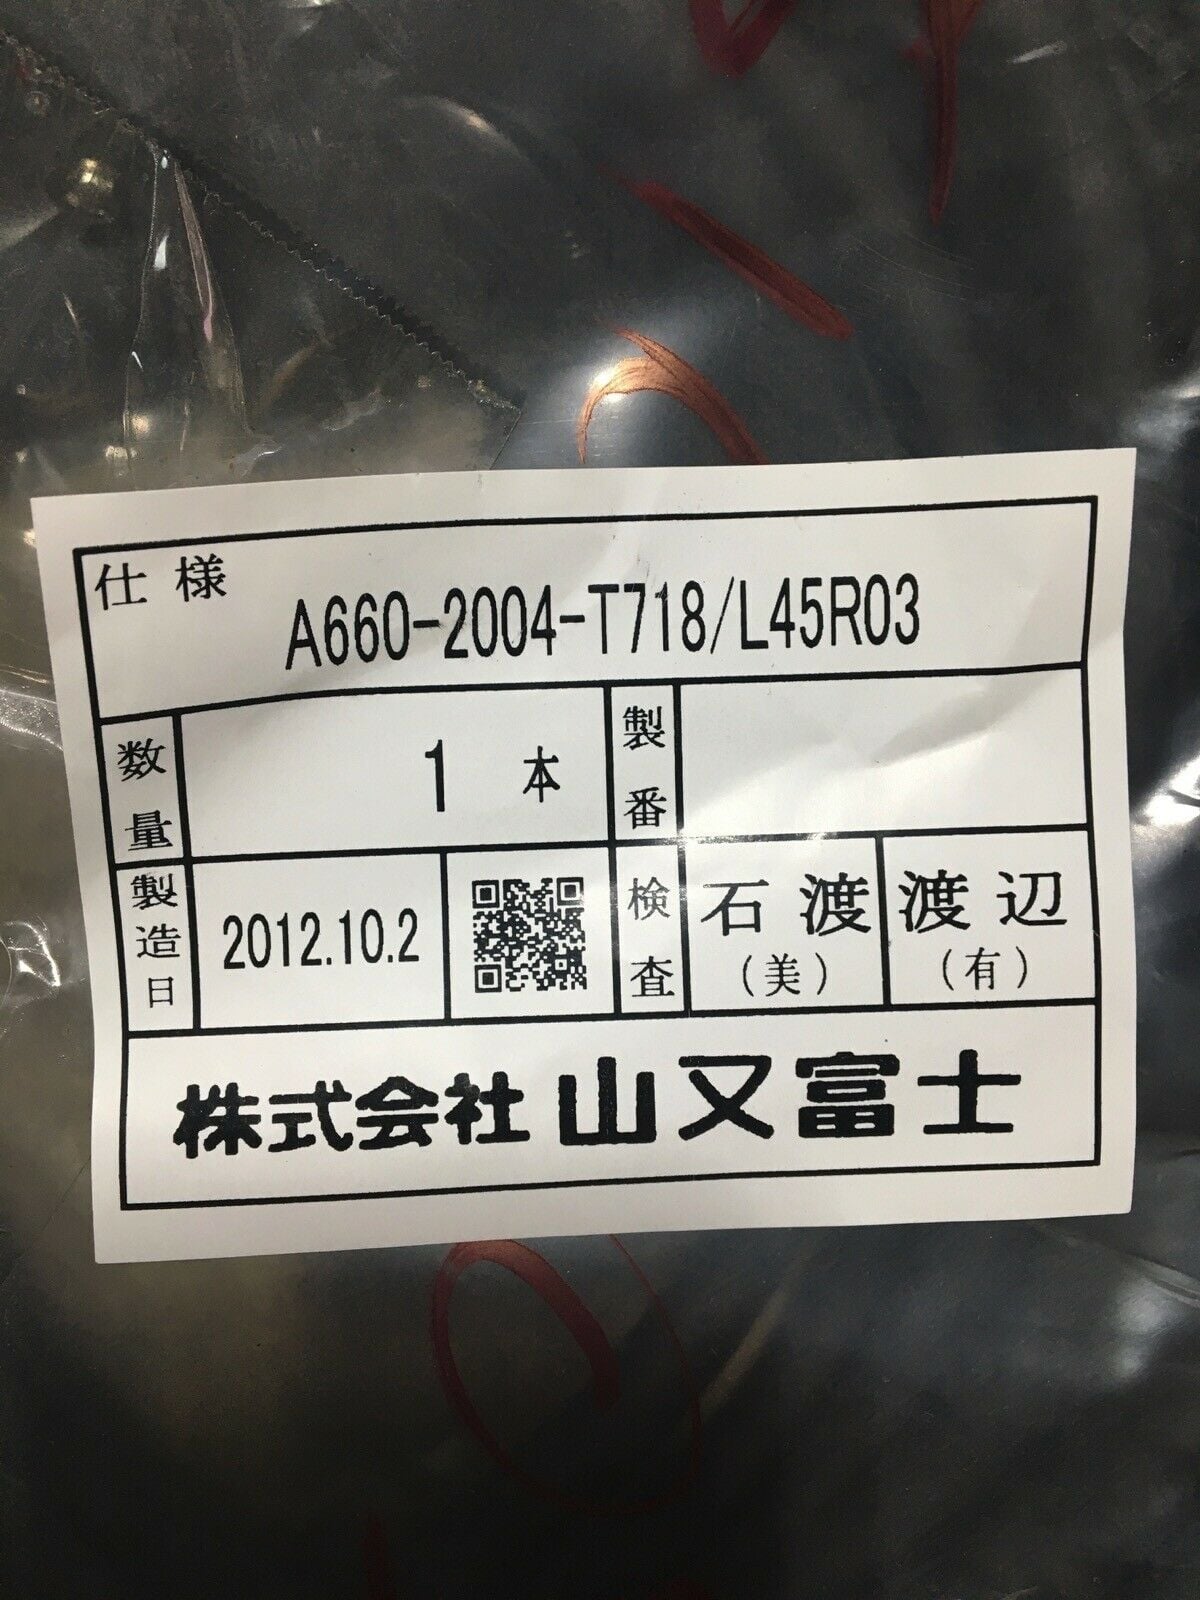 仕様
A660-2004-T718/L45R03
数量
1 本
製番
製造日
2012.10.2
検査
石渡
(美)
渡辺
(有)
株式会社 山又富士